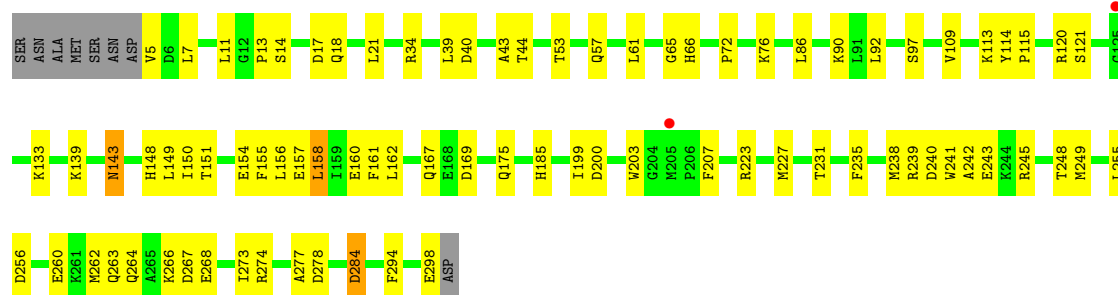 SER ASN ALA MET SER ASN ASP V5 D6 L7 L11 G12 P13 S14 D17 Q18 L21 R34 L39 D40 A43 T44 T53 Q57 L61 G65 H66 P72 K76 L86 K90 L91 L92 S97 V109 K113 Y114 P115 R120 S121 G125
K133 K139 N143 H148 L149 I150 T151 E154 F155 L156 E157 L158 I159 E160 F161 L162 Q167 E168 D169 Q175 H185 I199 D200 W203 G204 M205 P206 F207 R223 M227 T231 F235 M238 R239 D240 W241 A242 E243 K244 R245 T248 M249 L255
D256 E260 K261 M262 Q263 Q264 A265 K266 D267 E268 I273 R274 A277 D278 D284 F294 E298 ASP